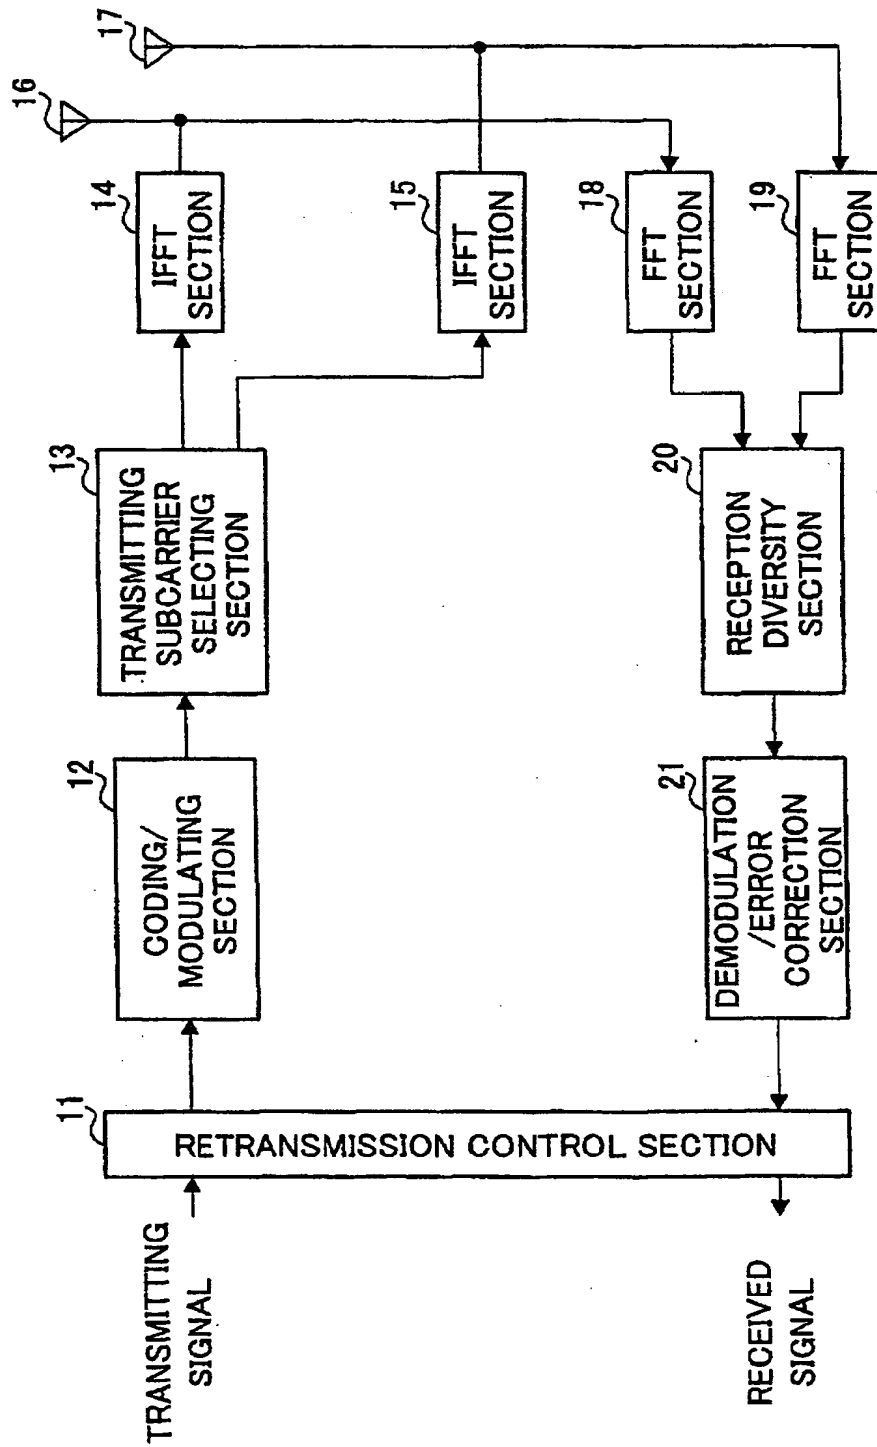 TRANSMITTING
SIGNAL
11
RETRANSMISSION CONTROL SECTION
12
CODING/
MODULATING
SECTION
13
TRANSMITTING
SUBCARRIER
SELECTING
SECTION
14
IFFT
SECTION
16
17
15
IFFT
SECTION
18
FFT
SECTION
19
FFT
SECTION
20
RECEPTION
DIVERSITY
SECTION
21
DEMODULATION
/ERROR
CORRECTION
SECTION
RECEIVED
SIGNAL